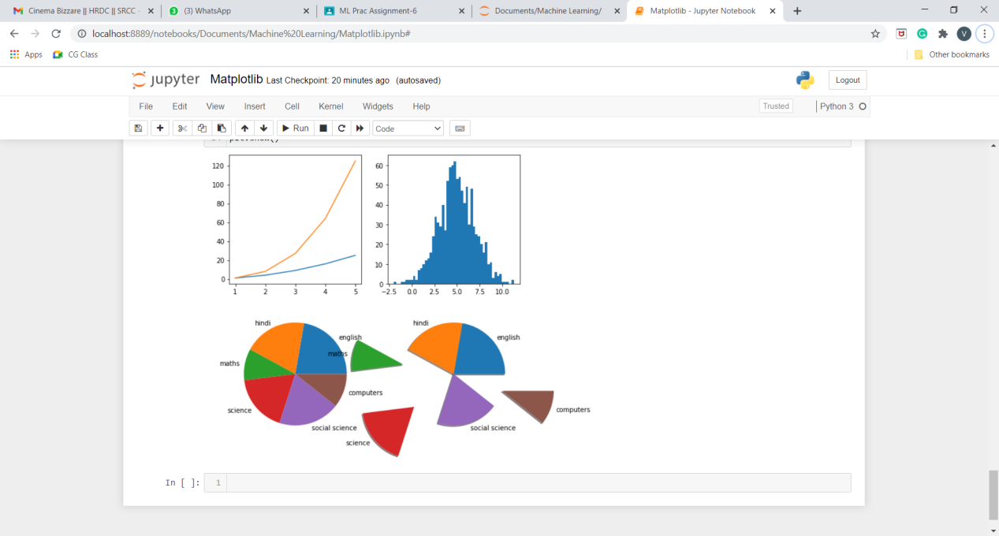 Cinema Bizzare || HRDC || SRCC -
(3) WhatsApp
ML Prac Assignment-6
Documents/Machine Learning/
Matplotlib - Jupyter Notebook
localhost:8889/notebooks/Documents/Machine%20Learning/Matplotlib.ipynb#
V
Apps CG Class Other bookmarks
jupyter Matplotlib Last Checkpoint: 20 minutes ago (autosaved) Logout
File Edit View Insert Cell Kernel Widgets Help Trusted Python 3
Run Code
120
100
80
60
40
20
0
1 2 3 4 5
60
50
40
30
20
10
0
−2.5 0.0 2.5 5.0 7.5 10.0
hindi
english
maths
computers
science
social science
hindi
english
maths
computers
social science
science
In [ ]: 1